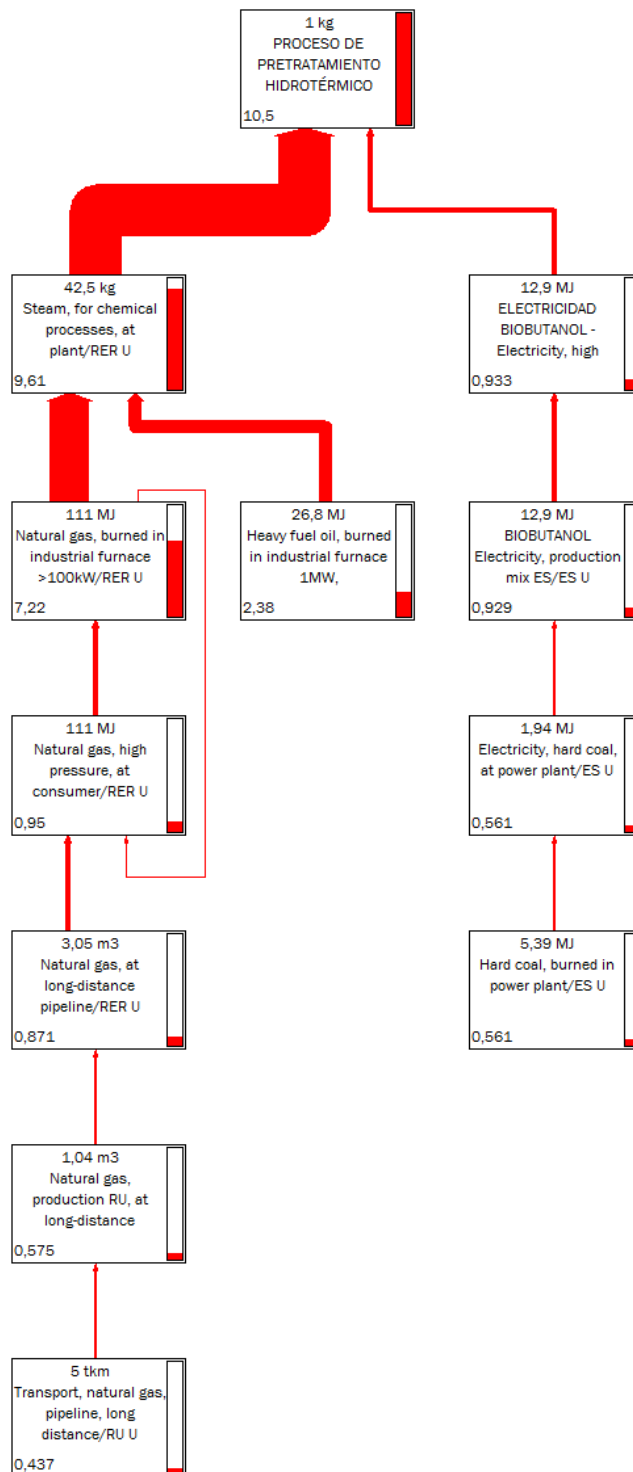 1 kg
PROCESO DE
PRETRATAMIENTO
HIDROTÉRMICO
10,5
42,5 kg
Steam, for chemical
processes, at
plant/RER U
9,61
12,9 MJ
ELECTRICIDAD
BIOBUTANOL -
Electricity, high
0,933
111 MJ
Natural gas, burned in
industrial furnace
>100kW/RER U
7,22
26,8 MJ
Heavy fuel oil, burned
in industrial furnace
1MW,
2,38
12,9 MJ
BIOBUTANOL
Electricity, production
mix ES/ES U
0,929
111 MJ
Natural gas, high
pressure, at
consumer/RER U
0,95
1,94 MJ
Electricity, hard coal,
at power plant/ES U
0,561
3,05 m3
Natural gas, at
long-distance
pipeline/RER U
0,871
5,39 MJ
Hard coal, burned in
power plant/ES U
0,561
1,04 m3
Natural gas,
production RU, at
long-distance
0,575
5 tkm
Transport, natural gas,
pipeline, long
distance/RU U
0,437